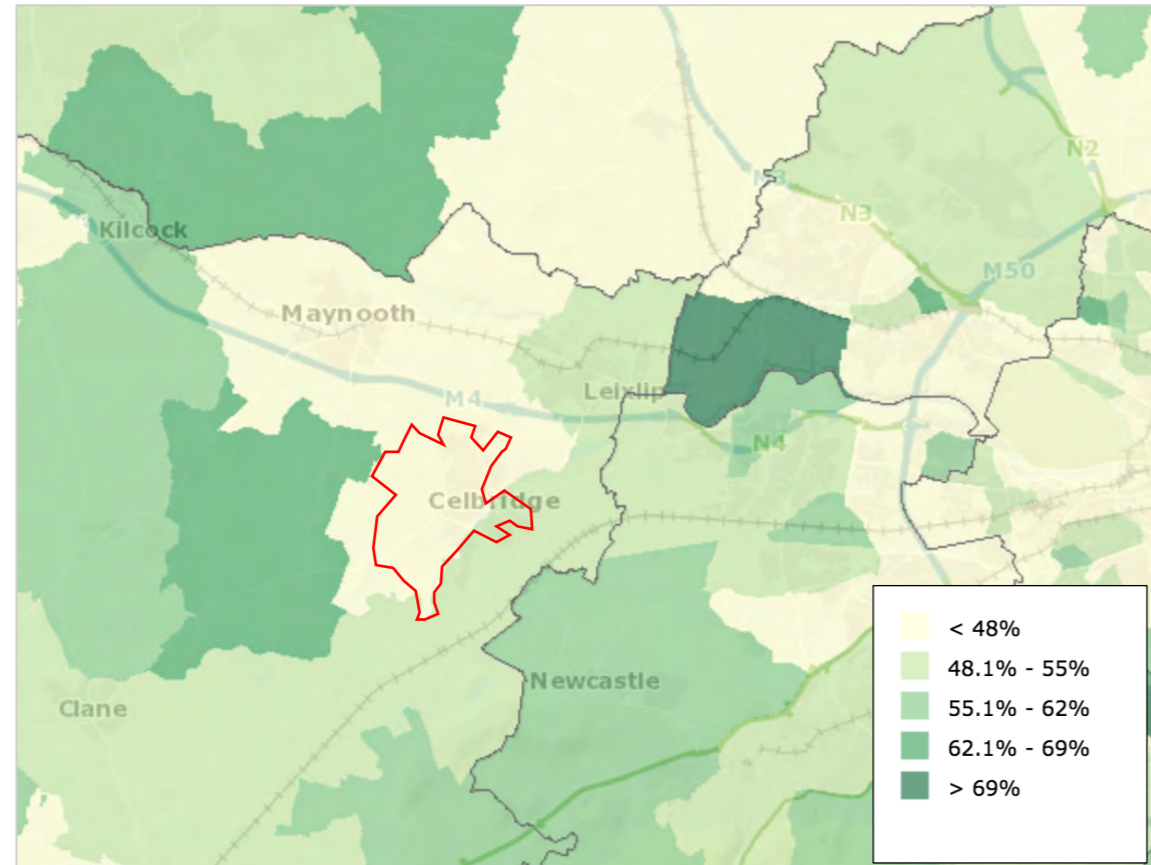 N2
N3
N3
Kilcock
M50
Maynooth
Leixlip
M4
N4
Celbridge
Newcastle
Clane
< 48%
48.1% - 55%
55.1% - 62%
62.1% - 69%
> 69%